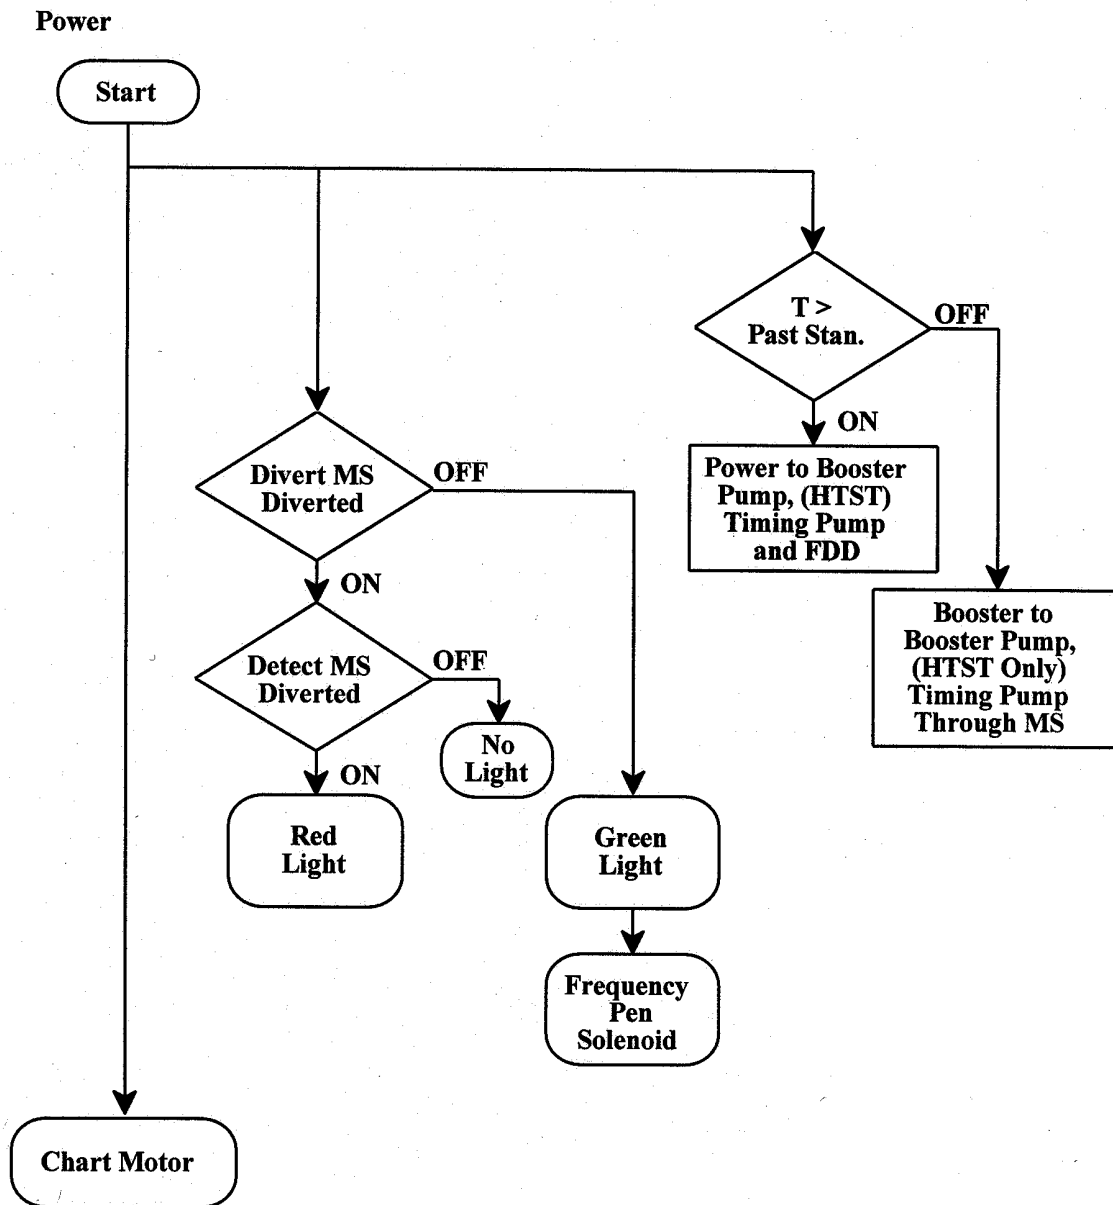 Power
Start
T >
Past Stan.
OFF
ON
Power to Booster
Pump, (HTST)
Timing Pump
and FDD
Booster to
Booster Pump,
(HTST Only)
Timing Pump
Through MS
Divert MS
Diverted
OFF
ON
Detect MS
Diverted
OFF
No
Light
ON
Red
Light
Green
Light
Frequency
Pen
Solenoid
Chart Motor